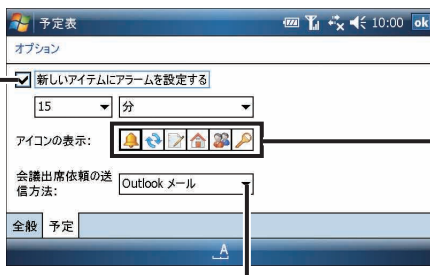 予定表 10:00 ok
オプション
新しいアイテムにアラームを設定する
15 分
アイコンの表示:
会議出席依頼の送
信方法: Outlook メール
全般 予定
A